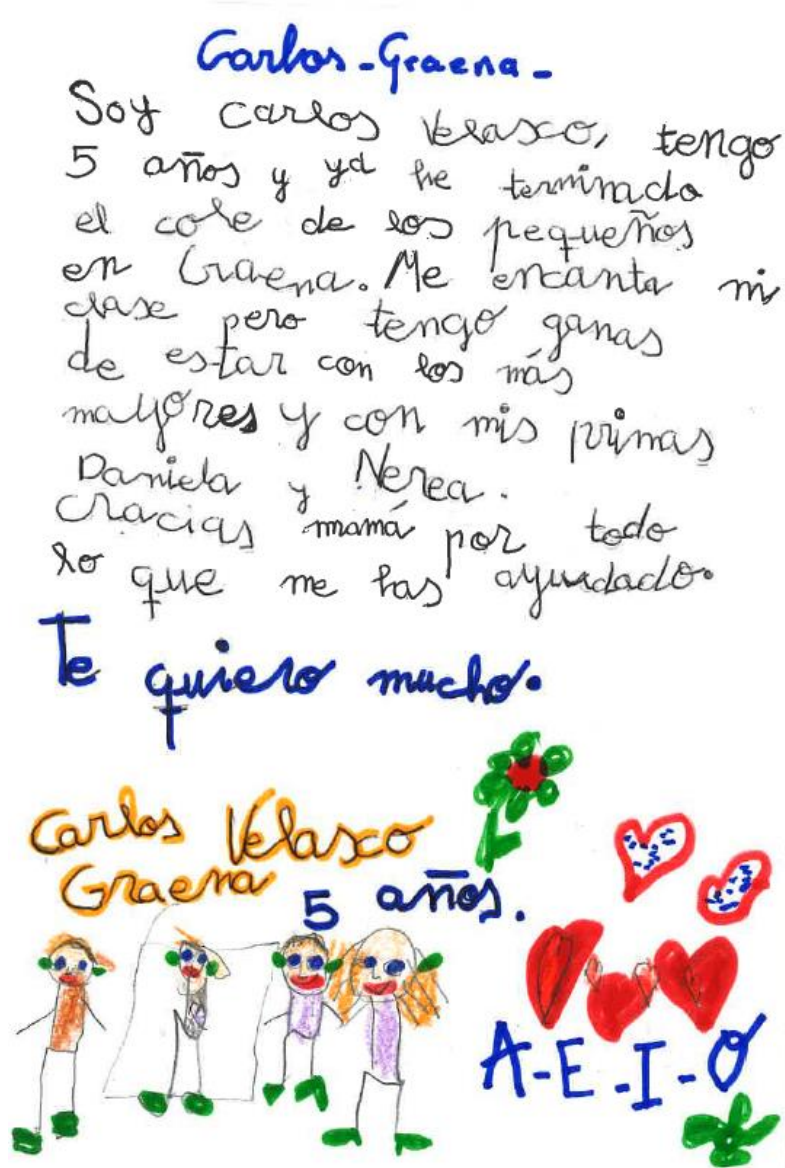 Carlos-Graena-
Soy Carlos Velasco, tengo
5 años y ya he terminado
el cole de los pequeños
en Graena. Me encanta mi
clase pero tengo ganas
de estar con los más
mayores y con mis primas
Daniela y Nerea.
Gracias mamá por todo
lo que me has ayudado.
Te quiero mucho.
Carlos Velasco
Graena 5 años.
A-E-I-O